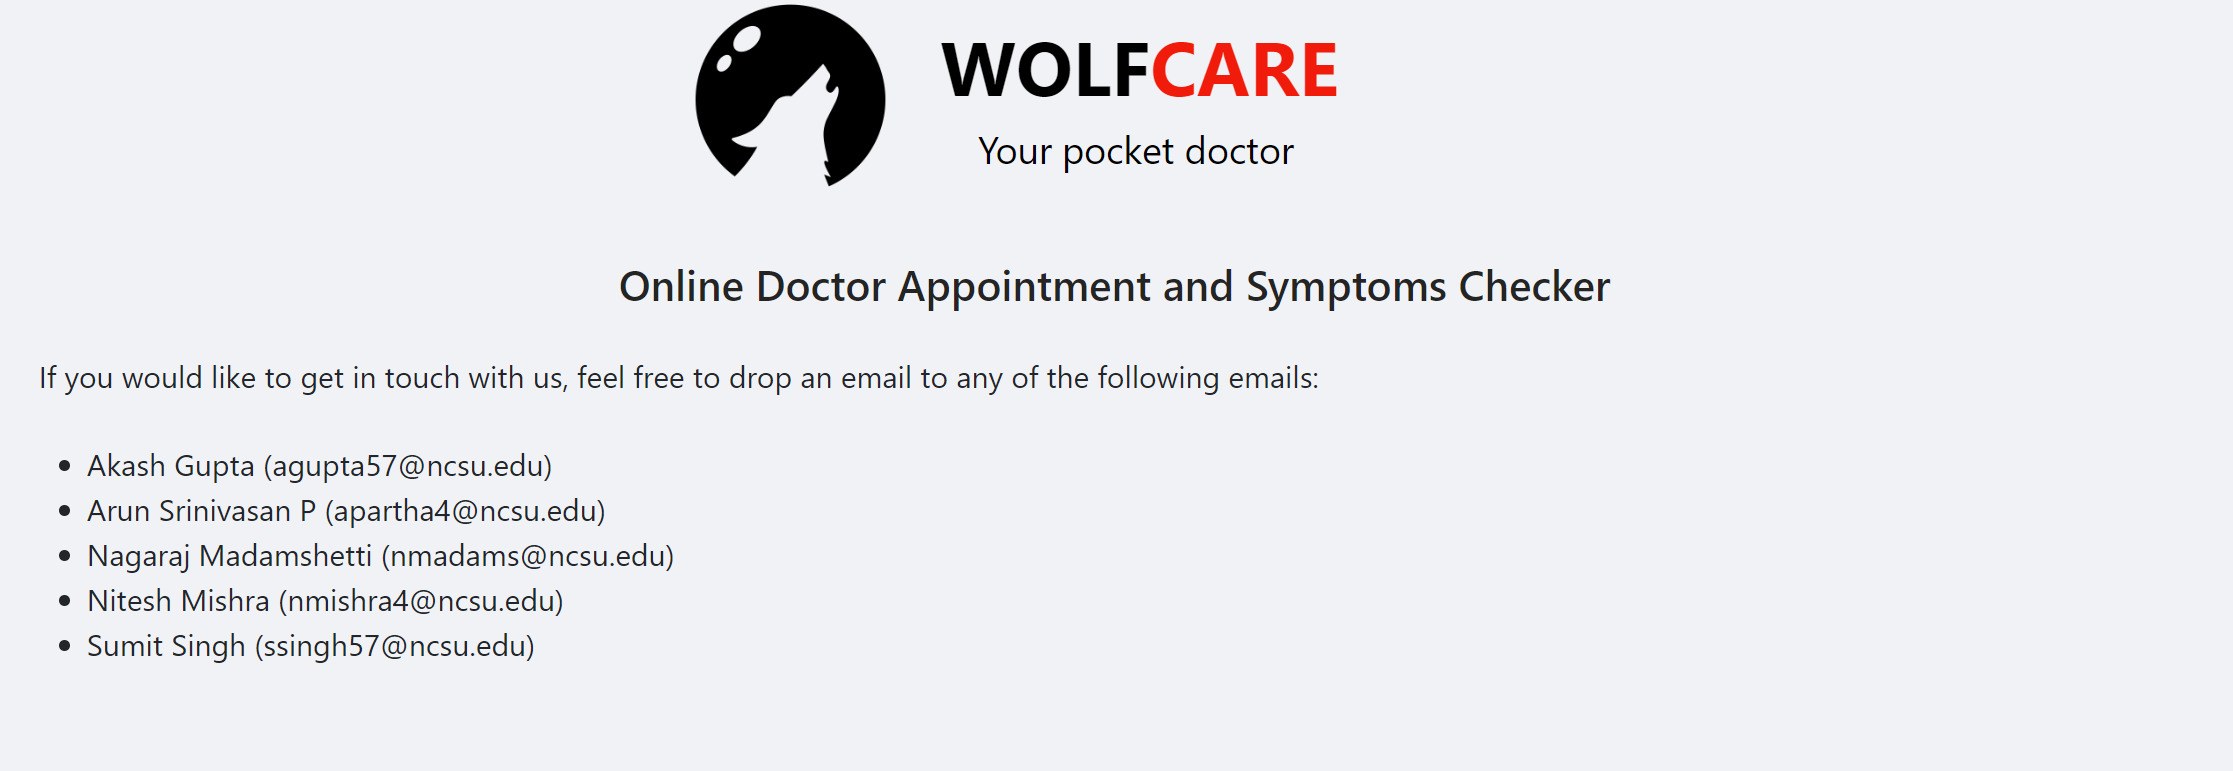 WOLFCARE
Your pocket doctor
Online Doctor Appointment and Symptoms Checker
If you would like to get in touch with us, feel free to drop an email to any of the following emails:
• Akash Gupta (agupta57@ncsu.edu)
• Arun Srinivasan P (apartha4@ncsu.edu)
• Nagaraj Madamshetti (nmadams@ncsu.edu)
• Nitesh Mishra (nmishra4@ncsu.edu)
• Sumit Singh (ssingh57@ncsu.edu)